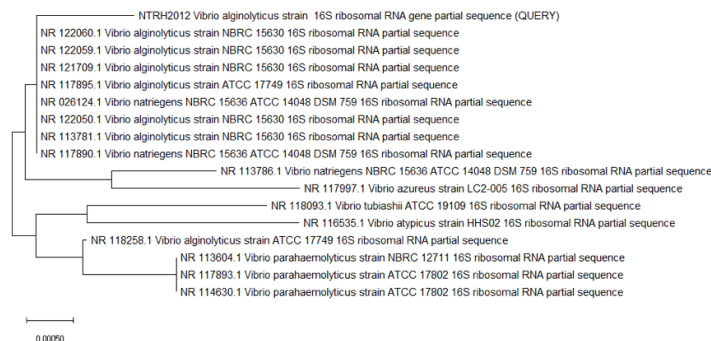 NTRH2012 Vibrio alginolyticus strain 16S ribosomal RNA gene partial sequence (QUERY)
NR 122060.1 Vibrio alginolyticus strain NBRC 15630 16S ribosomal RNA partial sequence
NR 122059.1 Vibrio alginolyticus strain NBRC 15630 16S ribosomal RNA partial sequence
NR 121709.1 Vibrio alginolyticus strain NBRC 15630 16S ribosomal RNA partial sequence
NR 117895.1 Vibrio alginolyticus strain ATCC 17749 16S ribosomal RNA partial sequence
NR 026124.1 Vibrio natriegens NBRC 15636 ATCC 14048 DSM 759 16S ribosomal RNA partial sequence
NR 122050.1 Vibrio alginolyticus strain NBRC 15630 16S ribosomal RNA partial sequence
NR 113781.1 Vibrio alginolyticus strain NBRC 15630 16S ribosomal RNA partial sequence
NR 117890.1 Vibrio natriegens NBRC 15636 ATCC 14048 DSM 759 16S ribosomal RNA partial sequence
NR 113786.1 Vibrio natriegens NBRC 15636 ATCC 14048 DSM 759 16S ribosomal RNA partial sequence
NR 117997.1 Vibrio azureus strain LC2-005 16S ribosomal RNA partial sequence
NR 118093.1 Vibrio tubiashii ATCC 19109 16S ribosomal RNA partial sequence
NR 116535.1 Vibrio atypicus strain HHS02 16S ribosomal RNA partial sequence
NR 118258.1 Vibrio alginolyticus strain ATCC 17749 16S ribosomal RNA partial sequence
NR 113604.1 Vibrio parahaemolyticus strain NBRC 12711 16S ribosomal RNA partial sequence
NR 117893.1 Vibrio parahaemolyticus strain ATCC 17802 16S ribosomal RNA partial sequence
NR 114630.1 Vibrio parahaemolyticus strain ATCC 17802 16S ribosomal RNA partial sequence
0.00050